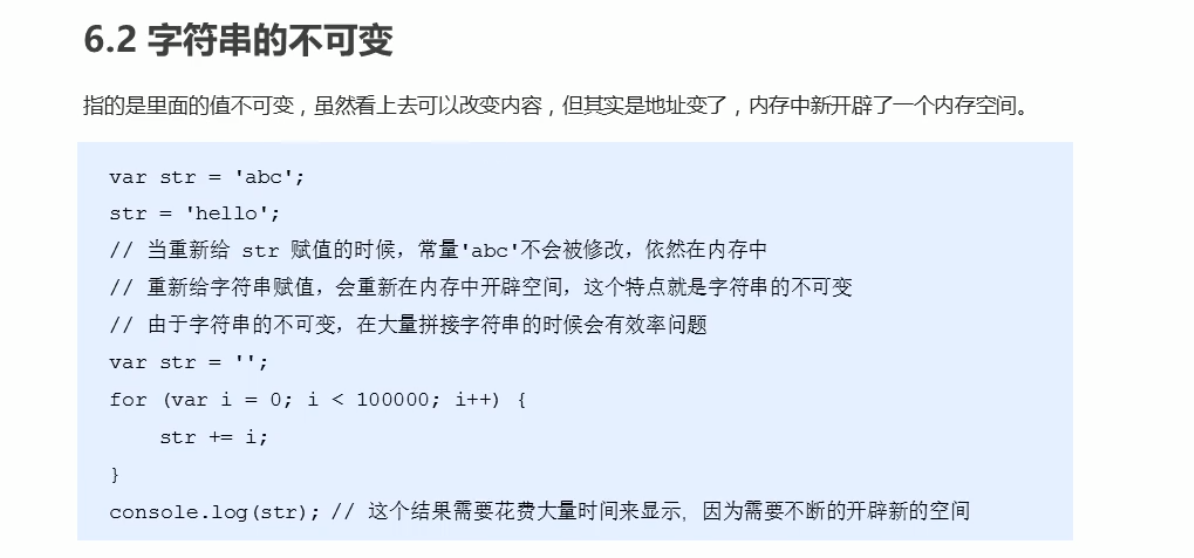 6.2 字符串的不可变
指的是里面的值不可变，虽然看上去可以改变内容，但其实是地址变了，内存中新开辟了一个内存空间。
var str = 'abc';
str = 'hello';
// 当重新给 str 赋值的时候，常量'abc'不会被修改，依然在内存中
// 重新给字符串赋值，会重新在内存中开辟空间，这个特点就是字符串的不可变
// 由于字符串的不可变，在大量拼接字符串的时候会有效率问题
var str = '';
for (var i = 0; i < 100000; i++) {
    str += i;
}
console.log(str); // 这个结果需要花费大量时间来显示，因为需要不断的开辟新的空间